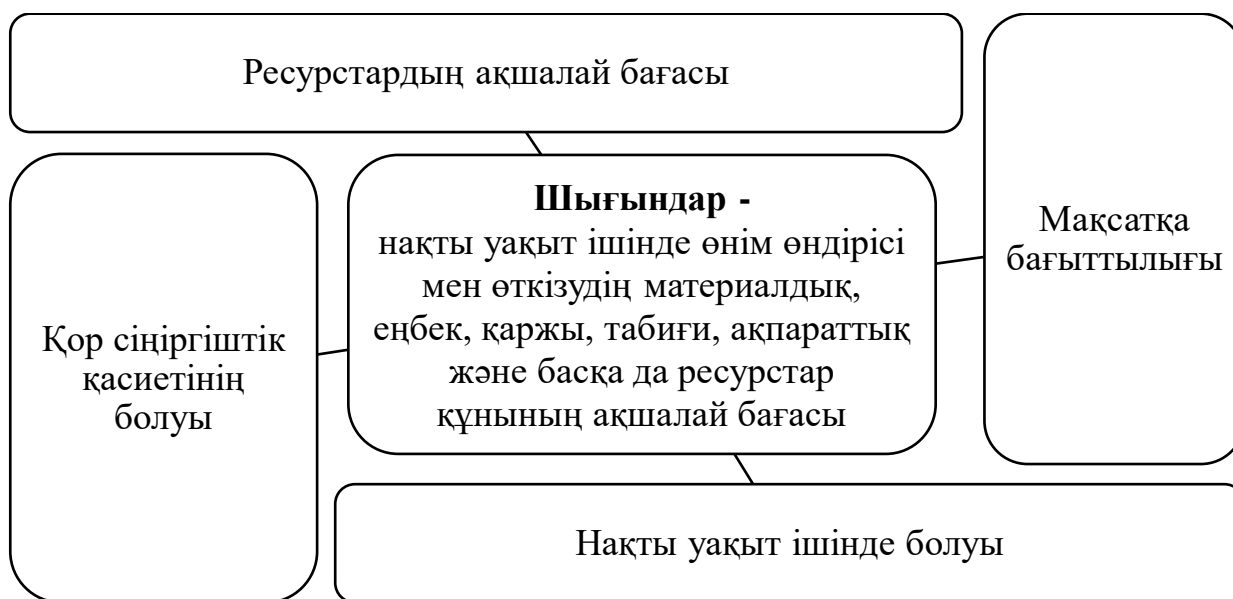 Ресурстардың ақшалай бағасы
Шығындар -
нақты уақыт ішінде өнім өндірісі
мен өткізудің материалдық,
еңбек, қаржы, табиғи, ақпараттық
және басқа да ресурстар
құнының ақшалай бағасы
Мақсатқа
бағыттылығы
Қор сіңіргіштік
қасиетінің
болуы
Нақты уақыт ішінде болуы